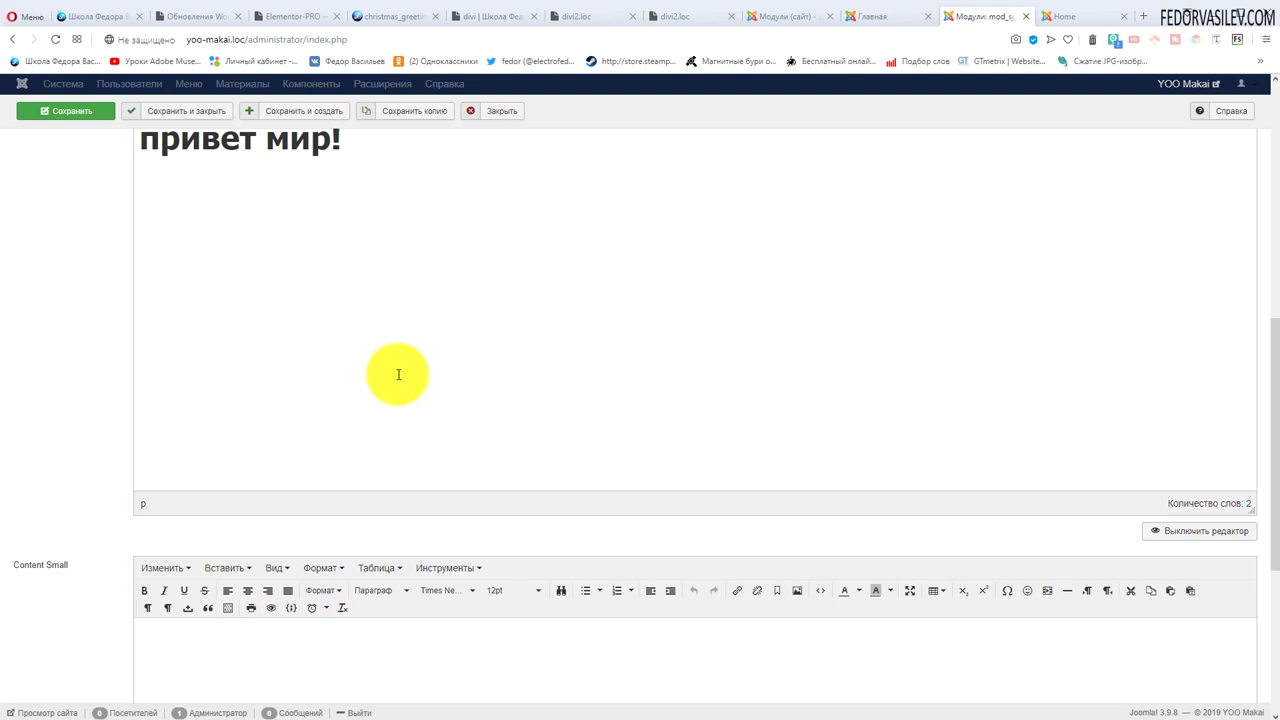 Меню
Школа Федора В
Обновления Wo
Elementor-PRO —
christmas_greetin
divi | Школа Фед
divi2.loc
divi2.loc
Модули (сайт) -
Главная
Модули: mod_sj
Home
FEDORVASILEV.COM
Не защищено
yoo-makai.loc/administrator/index.php
Школа Федора Вас...
Уроки Adobe Muse...
Личный кабинет -...
Федор Васильев
(2) Одноклассники
fedor (@electrofed...
http://store.steamp...
Магнитные бури о...
Бесплатный онлай...
Подбор слов
GTmetrix | Website...
Сжатие JPG-изобр...
Система
Пользователи
Меню
Материалы
Компоненты
Расширения
Справка
YOO Makai
Сохранить
Сохранить и закрыть
Сохранить и создать
Сохранить копию
Закрыть
Справка
привет мир!
p
Количество слов: 2
Выключить редактор
Content Small
Изменить
Вставить
Вид
Формат
Таблица
Инструменты
Формат
Параграф
Times Ne...
12pt
Просмотр сайта
0 Посетителей
1 Администратор
0 Сообщений
Выйти
Joomla! 3.9.8 — © 2019 YOO Makai